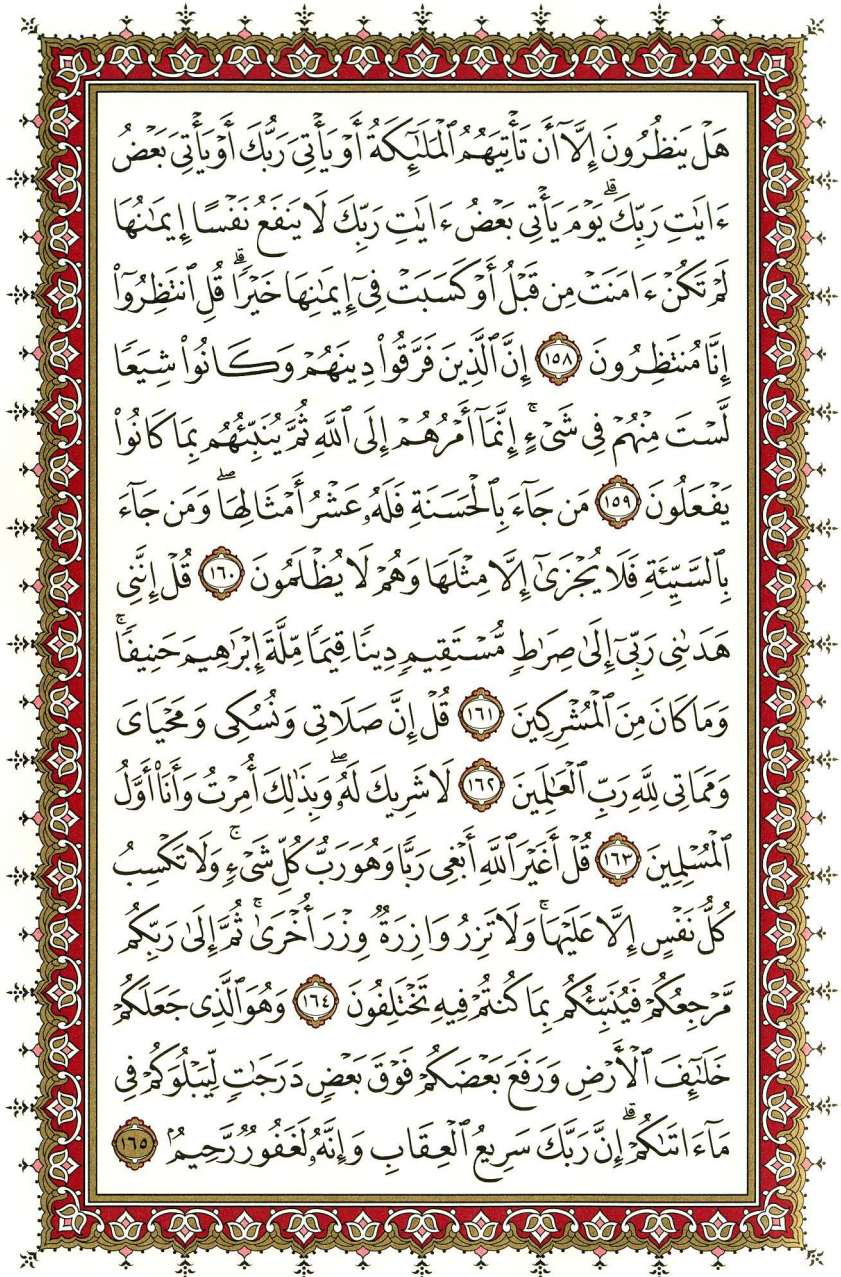 هَلْ يَنظُرُونَ إِلَّآ أَن تَأْتِيَهُمُ ٱلْمَلَٰٓئِكَةُ أَوْ يَأْتِىَ رَبُّكَ أَوْ يَأْتِىَ بَعْضُ
ءَايَٰتِ رَبِّكَ ۗ يَوْمَ يَأْتِى بَعْضُ ءَايَٰتِ رَبِّكَ لَا يَنفَعُ نَفْسًا إِيمَٰنُهَا
لَمْ تَكُنْ ءَامَنَتْ مِن قَبْلُ أَوْ كَسَبَتْ فِىٓ إِيمَٰنِهَا خَيْرًا ۗ قُلِ ٱنتَظِرُوٓا۟
إِنَّا مُنتَظِرُونَ ١٥٨ إِنَّ ٱلَّذِينَ فَرَّقُوا۟ دِينَهُمْ وَكَانُوا۟ شِيَعًا
لَّسْتَ مِنْهُمْ فِى شَىْءٍ ۚ إِنَّمَآ أَمْرُهُمْ إِلَى ٱللَّهِ ثُمَّ يُنَبِّئُهُم بِمَا كَانُوا۟
يَفْعَلُونَ ١٥٩ مَن جَآءَ بِٱلْحَسَنَةِ فَلَهُۥ عَشْرُ أَمْثَالِهَا ۖ وَمَن جَآءَ
بِٱلسَّيِّئَةِ فَلَا يُجْزَىٰٓ إِلَّا مِثْلَهَا وَهُمْ لَا يُظْلَمُونَ ١٦٠ قُلْ إِنَّنِى
هَدَىٰنِى رَبِّىٓ إِلَىٰ صِرَٰطٍ مُّسْتَقِيمٍ دِينًا قِيَمًا مِّلَّةَ إِبْرَٰهِيمَ حَنِيفًا ۚ
وَمَا كَانَ مِنَ ٱلْمُشْرِكِينَ ١٦١ قُلْ إِنَّ صَلَاتِى وَنُسُكِى وَمَحْيَاىَ
وَمَمَاتِى لِلَّهِ رَبِّ ٱلْعَٰلَمِينَ ١٦٢ لَا شَرِيكَ لَهُۥ ۖ وَبِذَٰلِكَ أُمِرْتُ وَأَنَا۠ أَوَّلُ
ٱلْمُسْلِمِينَ ١٦٣ قُلْ أَغَيْرَ ٱللَّهِ أَبْغِى رَبًّا وَهُوَ رَبُّ كُلِّ شَىْءٍ ۚ وَلَا تَكْسِبُ
كُلُّ نَفْسٍ إِلَّا عَلَيْهَا ۚ وَلَا تَزِرُ وَازِرَةٌ وِزْرَ أُخْرَىٰ ۚ ثُمَّ إِلَىٰ رَبِّكُم
مَّرْجِعُكُمْ فَيُنَبِّئُكُم بِمَا كُنتُمْ فِيهِ تَخْتَلِفُونَ ١٦٤ وَهُوَ ٱلَّذِى جَعَلَكُمْ
خَلَٰٓئِفَ ٱلْأَرْضِ وَرَفَعَ بَعْضَكُمْ فَوْقَ بَعْضٍ دَرَجَٰتٍ لِّيَبْلُوَكُمْ فِى
مَآ ءَاتَىٰكُمْ ۗ إِنَّ رَبَّكَ سَرِيعُ ٱلْعِقَابِ وَإِنَّهُۥ لَغَفُورٌ رَّحِيمٌۢ ١٦٥